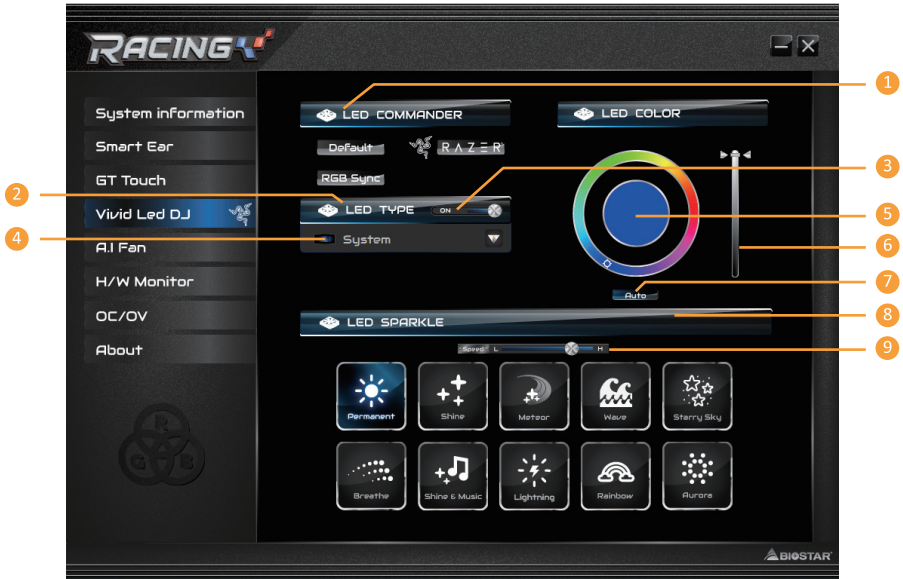 RACING
System information
Smart Ear
GT Touch
Vivid Led DJ
A.I Fan
H/W Monitor
OC/OV
About
R
G B
LED COMMANDER
Default
RAZER
RGB Sync
LED TYPE ON
System
LED COLOR
Auto
LED SPARKLE
Speed L H
Permanent
Shine
Meteor
Wave
Starry Sky
Breathe
Shine & Music
Lightning
Rainbow
Aurora
BIOSTAR
1
2
3
4
5
6
7
8
9